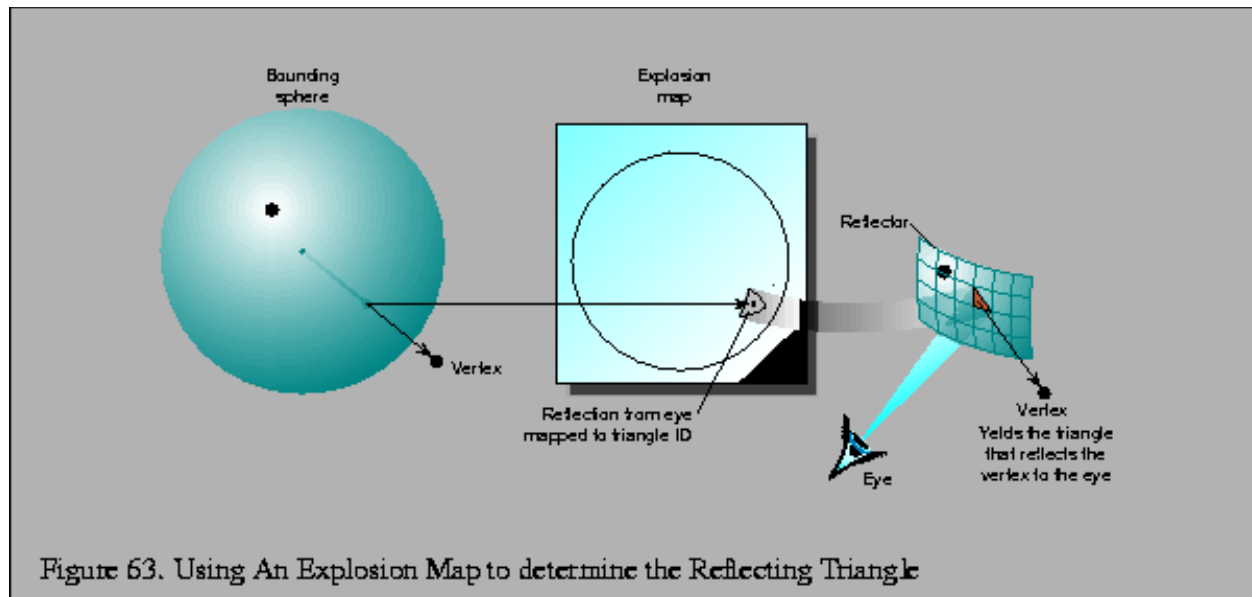 Bounding
sphere
Explosion
map
Reflector
Vertex
Reflection from eye
mapped to triangle ID
Vertex
Yields the triangle
that reflects the
vertex to the eye
Eye
Figure 63. Using An Explosion Map to determine the Reflecting Triangle